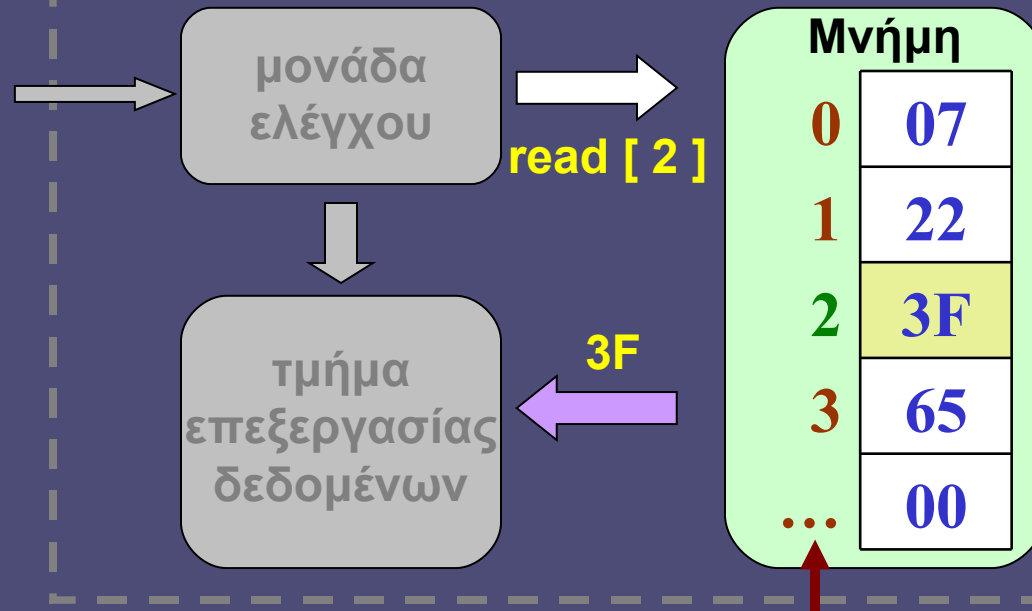 μονάδα
ελέγχου
read [ 2 ]
τμήμα
επεξεργασίας
δεδομένων
3F
Μνήμη
0 07
1 22
2 3F
3 65
... 00